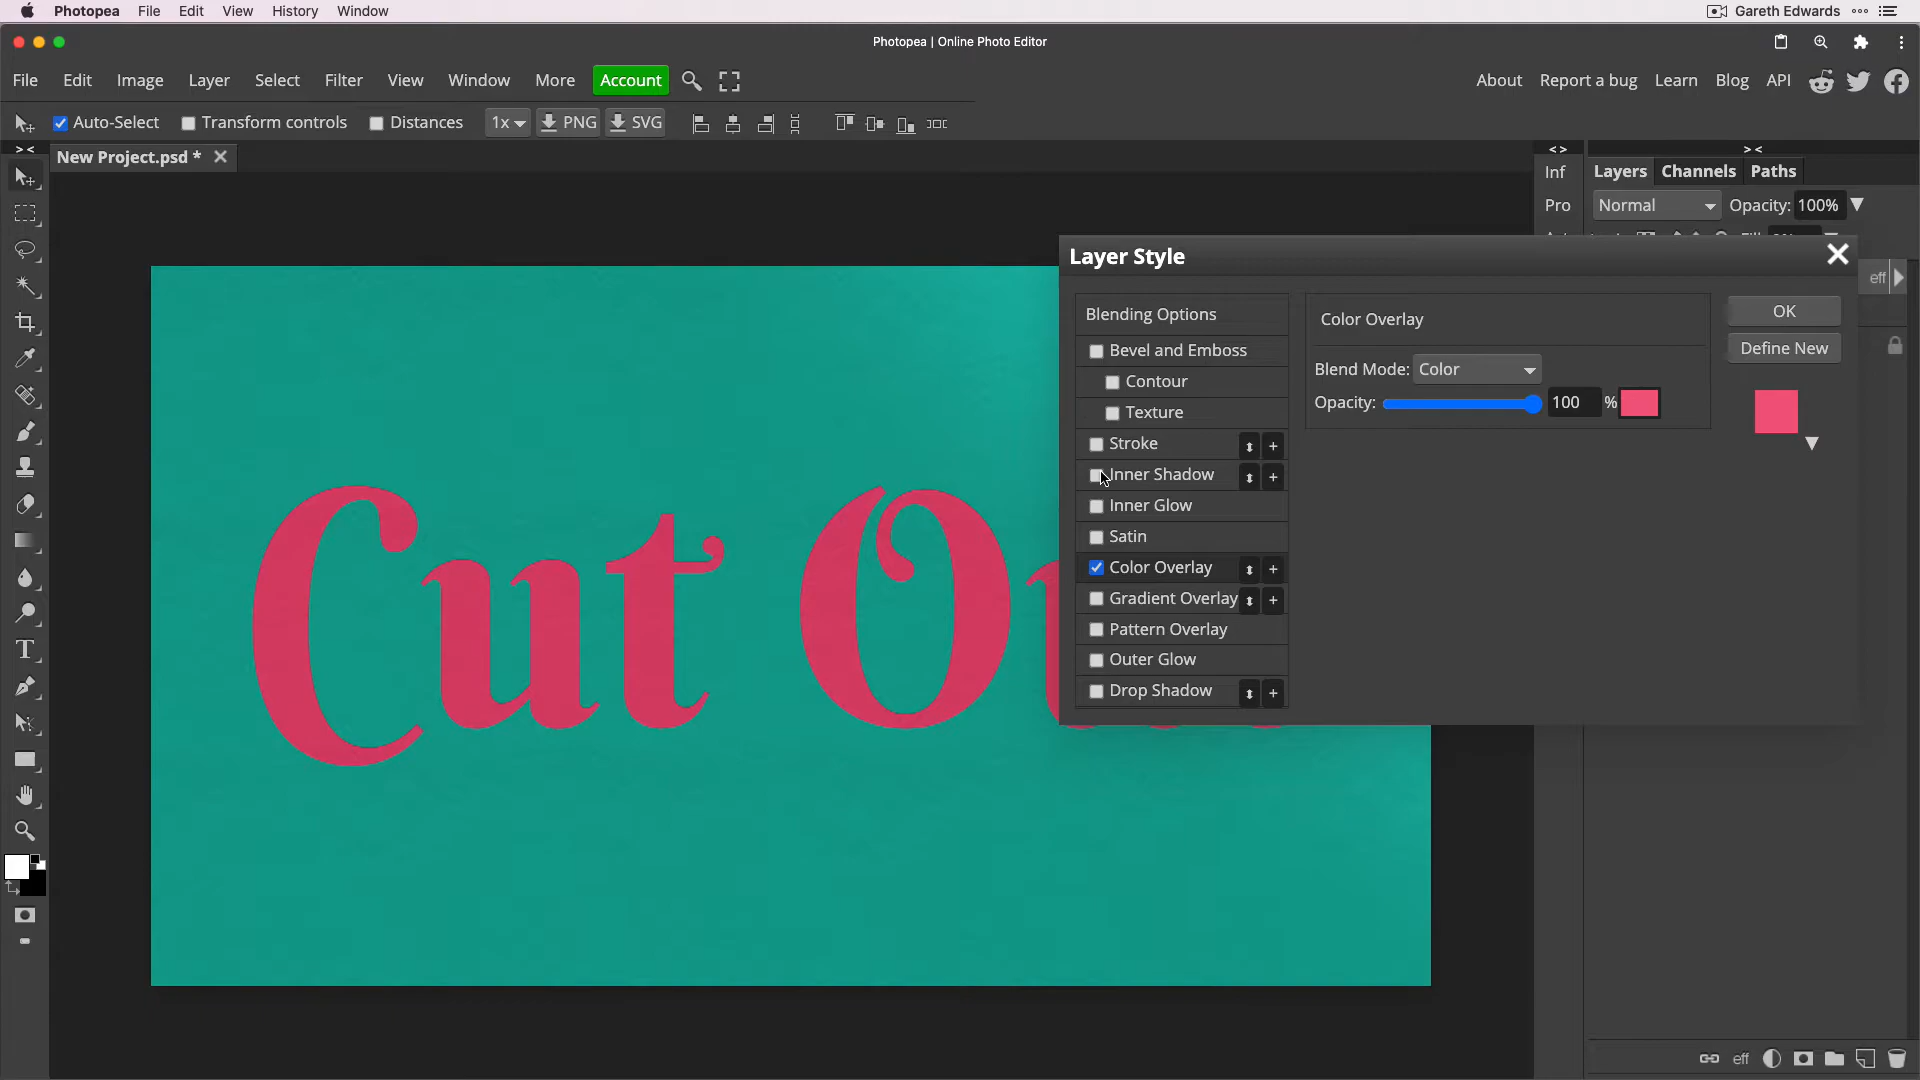 Photopea File Edit View History Window Gareth Edwards
Photopea | Online Photo Editor
File Edit Image Layer Select Filter View Window More Account About Report a bug Learn Blog API
Auto-Select Transform controls Distances 1x PNG SVG
New Project.psd *
Inf
Pro
Layers Channels Paths
Normal Opacity: 100%
Layer Style
eff
Blending Options
Bevel and Emboss
Contour
Texture
Stroke
Inner Shadow
Inner Glow
Satin
Color Overlay
Gradient Overlay
Pattern Overlay
Outer Glow
Drop Shadow
Color Overlay
Blend Mode: Color
Opacity: 100 %
OK
Define New
Cut
eff